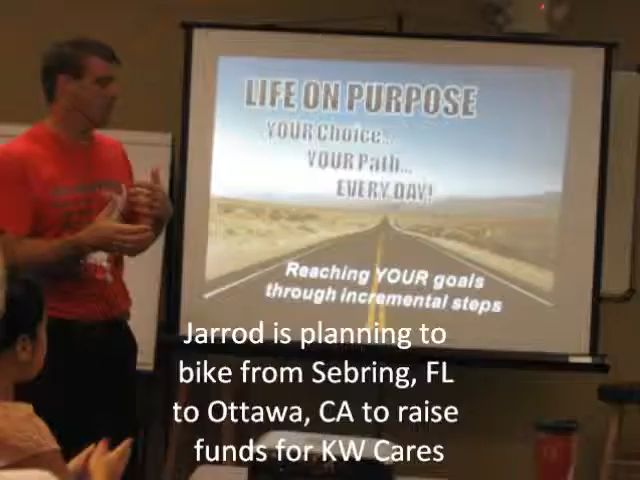 LIFE ON PURPOSE
YOUR Choice...
YOUR Path...
EVERY DAY!
Reaching YOUR goals
through incremental steps
Jarrod is planning to
bike from Sebring, FL
to Ottawa, CA to raise
funds for KW Cares